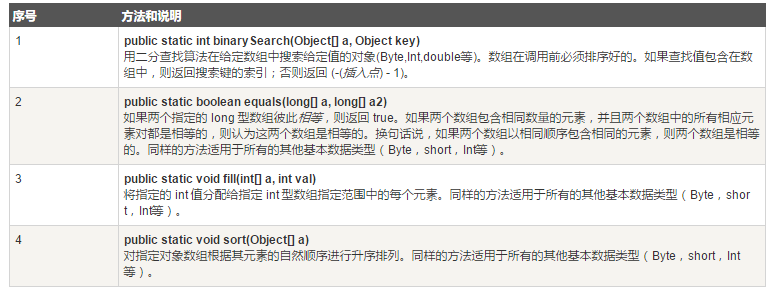 序号 方法和说明
1 public static int binarySearch(Object[] a, Object key)
用二分查找算法在给定数组中搜索给定值的对象(Byte,Int,double等)。数组在调用前必须排序好的。如果查找值包含在数
组中，则返回搜索键的索引；否则返回 (-(插入点) - 1)。
2 public static boolean equals(long[] a, long[] a2)
如果两个指定的 long 型数组彼此相等，则返回 true。如果两个数组包含相同数量的元素，并且两个数组中的所有相应元
素对都是相等的，则认为这两个数组是相等的。换句话说，如果两个数组以相同顺序包含相同的元素，则两个数组是相等
的。同样的方法适用于所有的其他基本数据类型（Byte，short，Int等）。
3 public static void fill(int[] a, int val)
将指定的 int 值分配给指定 int 型数组指定范围中的每个元素。同样的方法适用于所有的其他基本数据类型（Byte，shor
t，Int等）。
4 public static void sort(Object[] a)
对指定对象数组根据其元素的自然顺序进行升序排列。同样的方法适用于所有的其他基本数据类型（Byte，short，Int
等）。